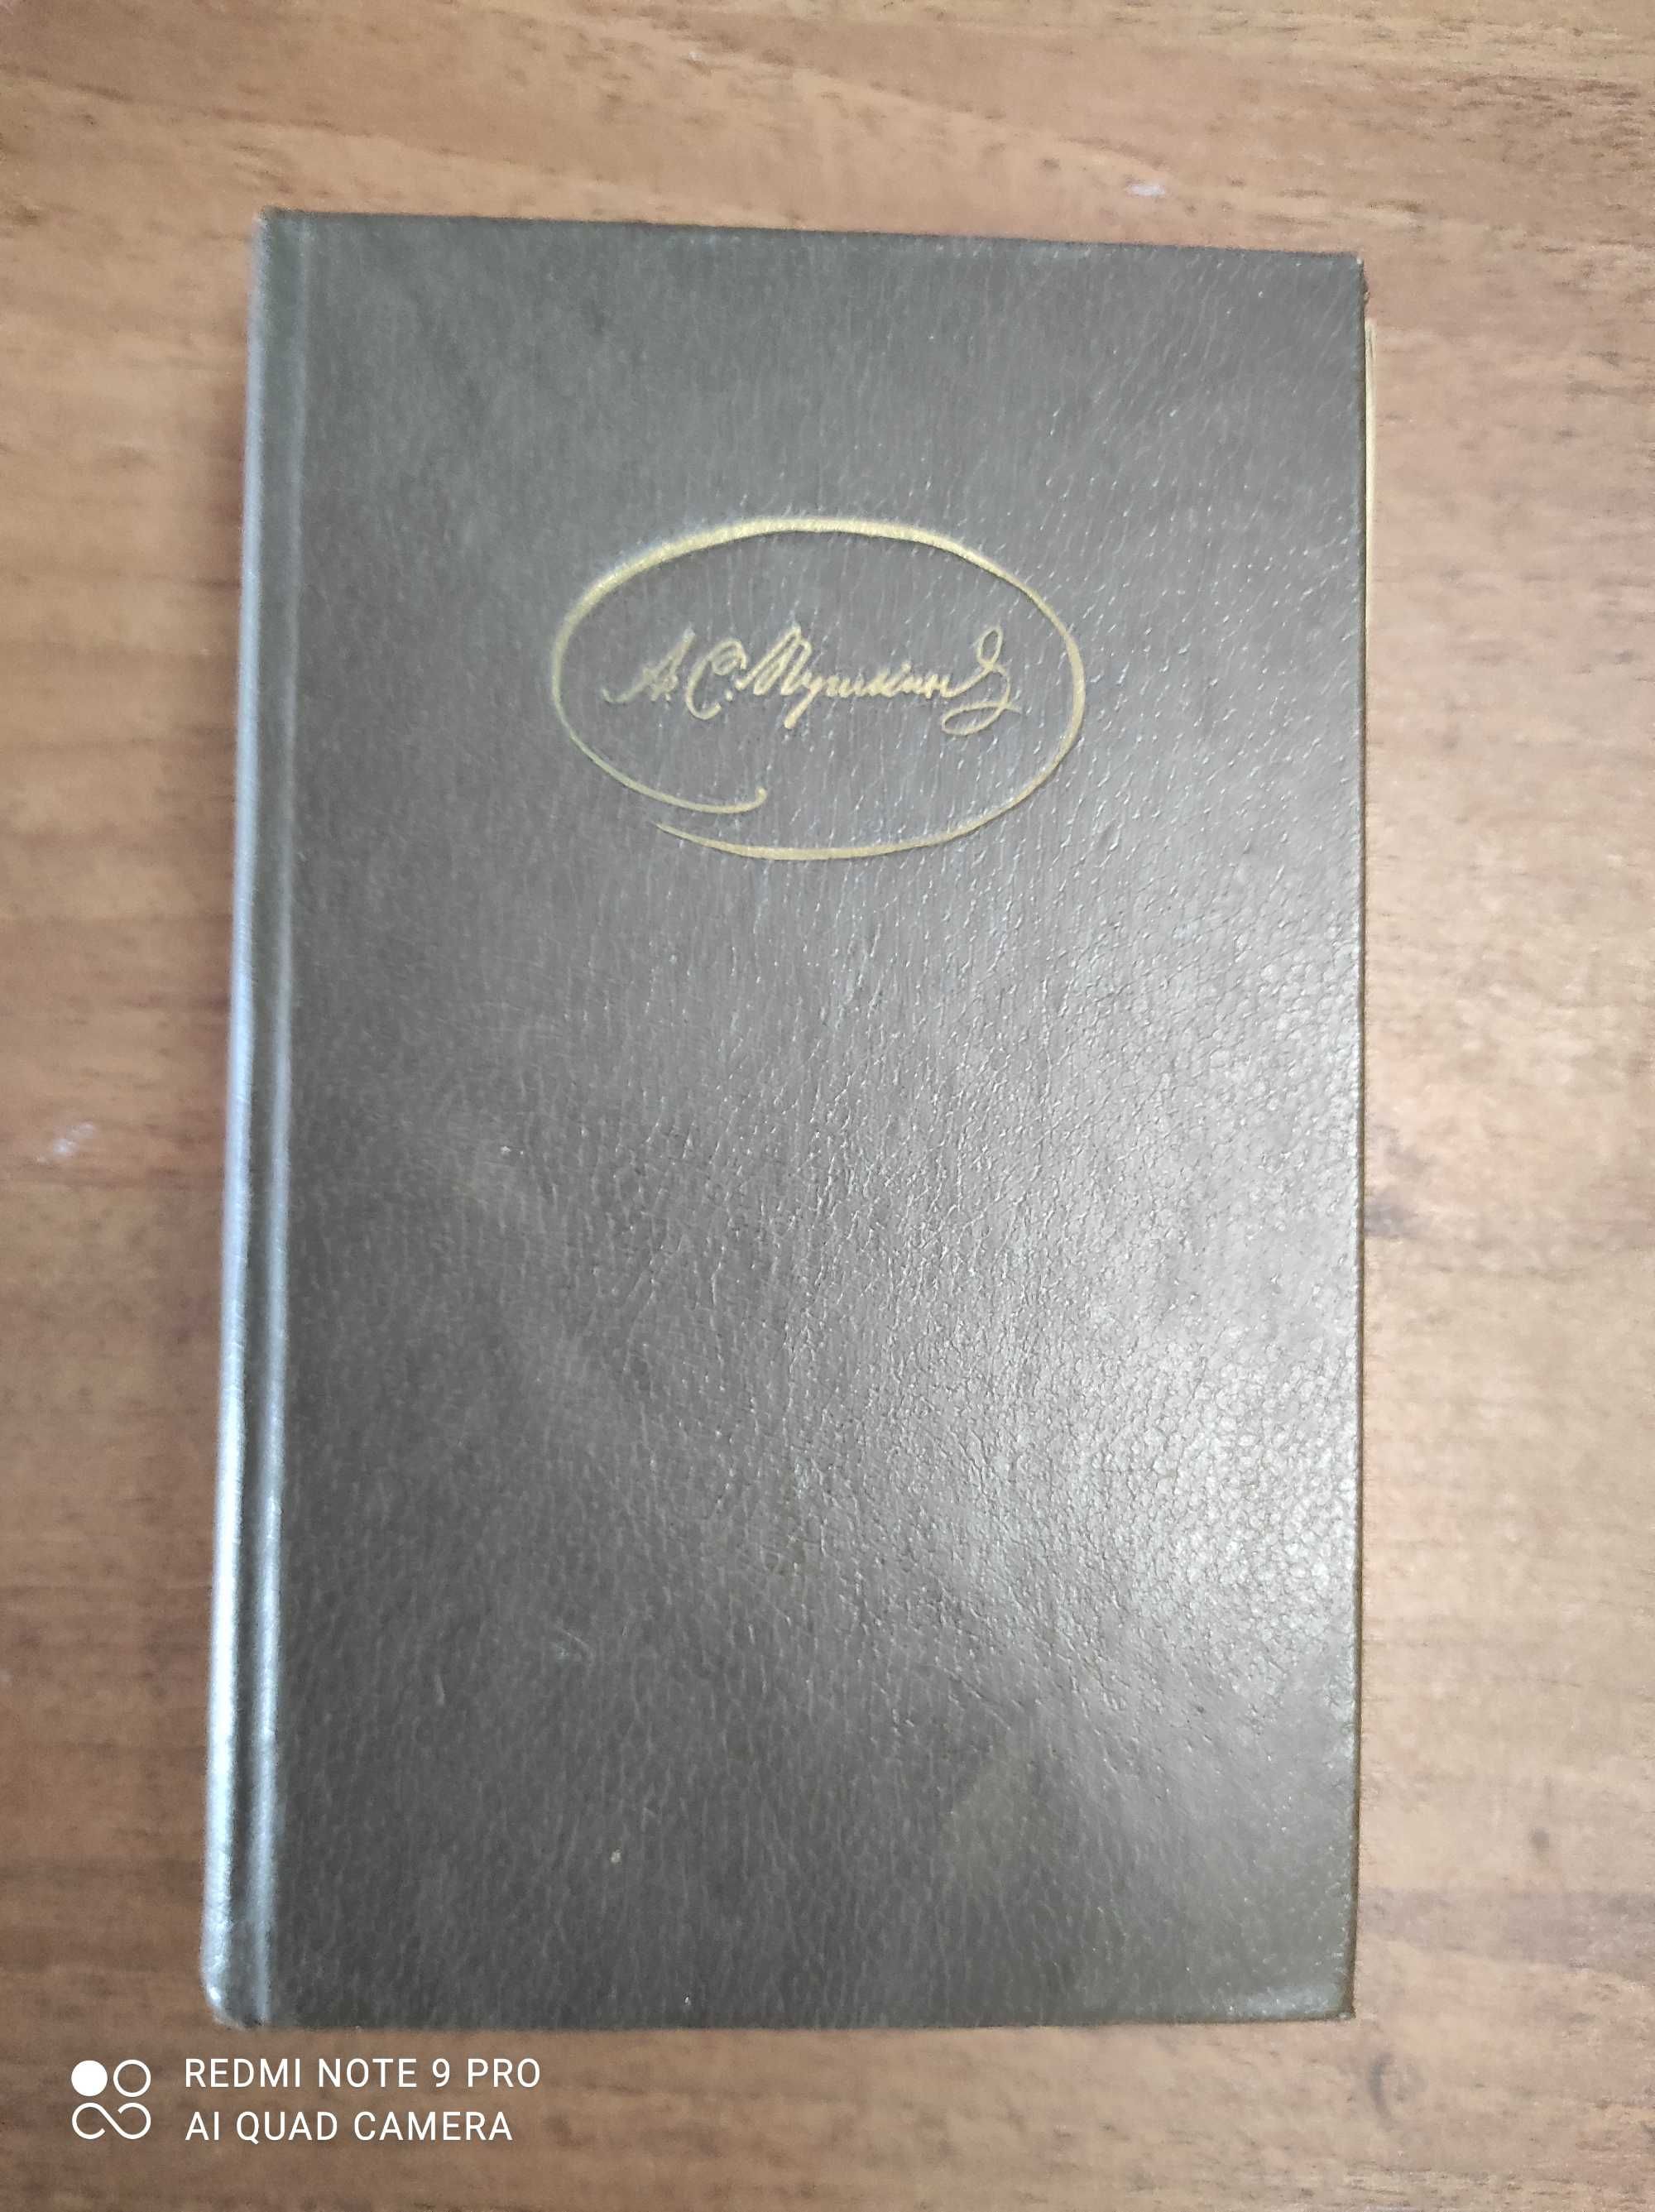 А. С. Пушкинъ
REDMI NOTE 9 PRO
AI QUAD CAMERA